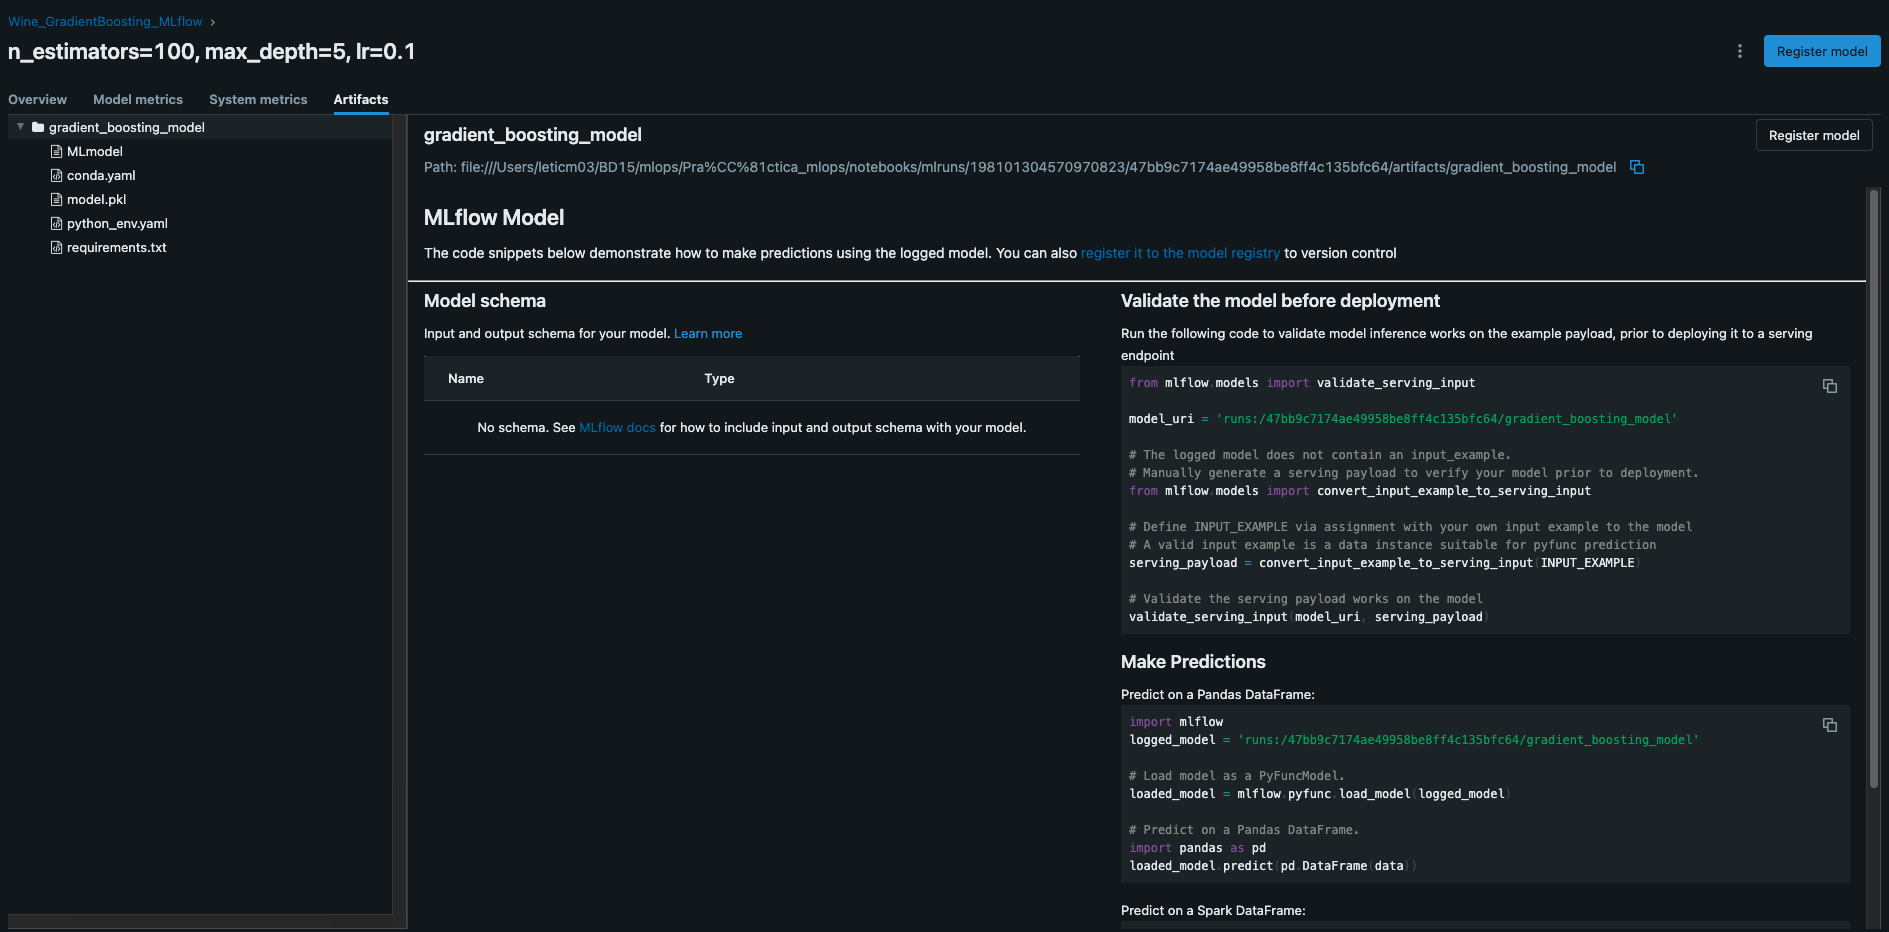 Wine_GradientBoosting_MLflow ›
n_estimators=100, max_depth=5, lr=0.1
Register model
Overview Model metrics System metrics Artifacts
gradient_boosting_model
MLmodel
conda.yaml
model.pkl
python_env.yaml
requirements.txt
gradient_boosting_model
Register model
Path: file:///Users/leticm03/BD15/mlops/Pra%CC%81ctica_mlops/notebooks/mlruns/198101304570970823/47bb9c7174ae49958be8ff4c135bfc64/artifacts/gradient_boosting_model
MLflow Model
The code snippets below demonstrate how to make predictions using the logged model. You can also register it to the model registry to version control
Model schema
Input and output schema for your model. Learn more
Name Type
No schema. See MLflow docs for how to include input and output schema with your model.
Validate the model before deployment
Run the following code to validate model inference works on the example payload, prior to deploying it to a serving
endpoint
from mlflow.models import validate_serving_input
model_uri = 'runs:/47bb9c7174ae49958be8ff4c135bfc64/gradient_boosting_model'
# The logged model does not contain an input_example.
# Manually generate a serving payload to verify your model prior to deployment.
from mlflow.models import convert_input_example_to_serving_input
# Define INPUT_EXAMPLE via assignment with your own input example to the model
# A valid input example is a data instance suitable for pyfunc prediction
serving_payload = convert_input_example_to_serving_input(INPUT_EXAMPLE)
# Validate the serving payload works on the model
validate_serving_input(model_uri, serving_payload)
Make Predictions
Predict on a Pandas DataFrame:
import mlflow
logged_model = 'runs:/47bb9c7174ae49958be8ff4c135bfc64/gradient_boosting_model'
# Load model as a PyFuncModel.
loaded_model = mlflow.pyfunc.load_model(logged_model)
# Predict on a Pandas DataFrame.
import pandas as pd
loaded_model.predict(pd.DataFrame(data))
Predict on a Spark DataFrame: